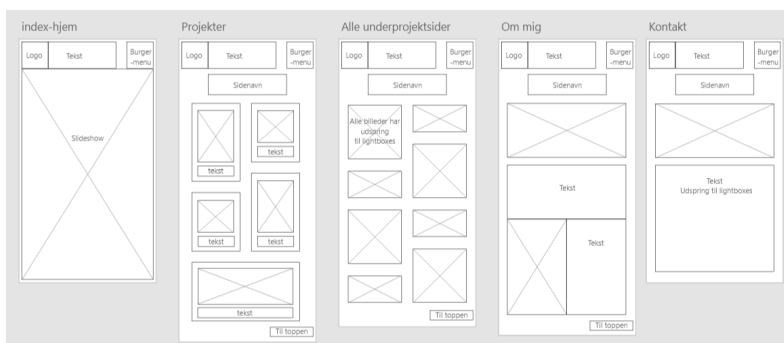 index-hjem
Logo
Tekst
Burger
-menu
Slideshow
Projekter
Logo
Tekst
Burger
-menu
Sidenavn
tekst
tekst
tekst
tekst
tekst
Til toppen
Alle underprojektsider
Logo
Tekst
Burger
-menu
Sidenavn
Alle billeder har
udspring
til lightboxes
Til toppen
Om mig
Logo
Tekst
Burger
-menu
Sidenavn
Tekst
Tekst
Til toppen
Kontakt
Logo
Tekst
Burger
-menu
Sidenavn
Tekst
Udspring til lightboxes